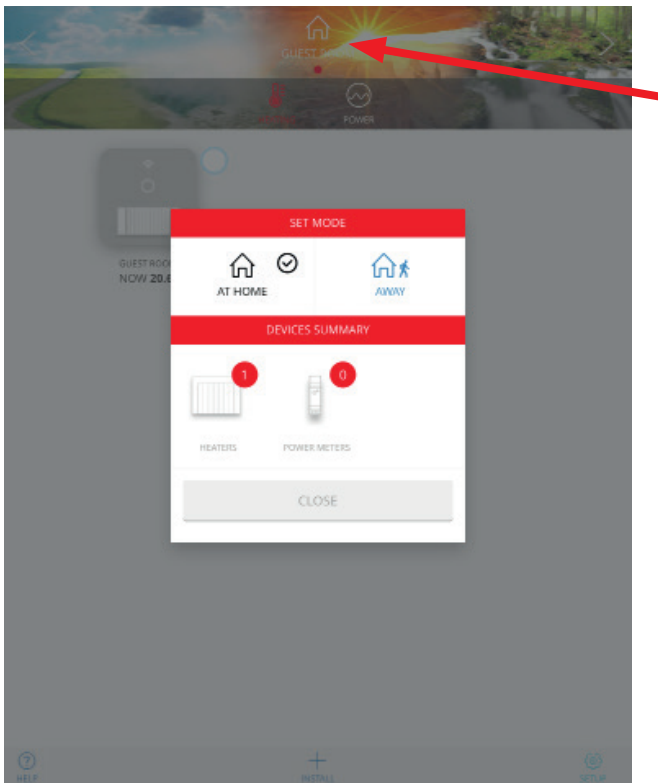 GUEST
POWER
SET MODE
AT HOME
AWAY
GUEST ROO
NOW 20.6
DEVICES SUMMARY
1
0
HEATERS
POWER METERS
CLOSE
HELP
INSTALL
SETUP